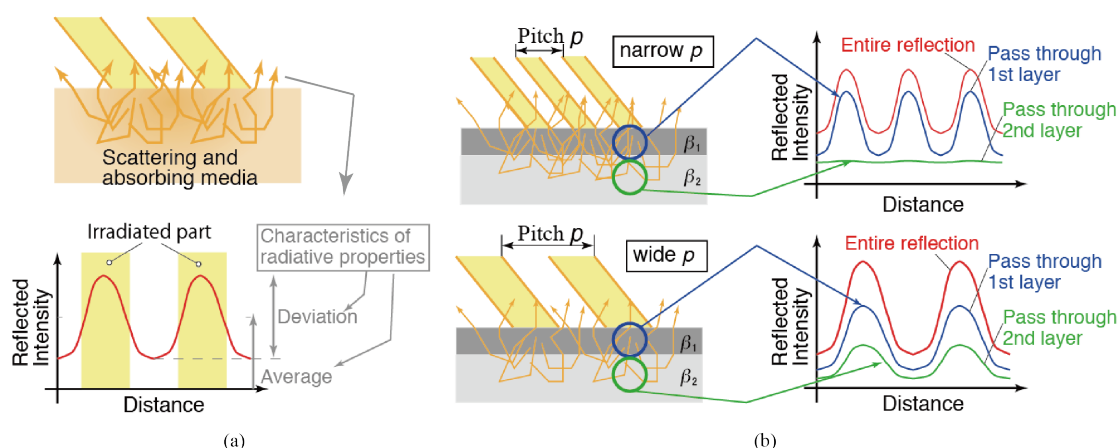 Scattering and
absorbing media
Irradiated part
Characteristics of
radiative properties
Deviation
Average
Reflected
Intensity
Distance
(a)
Pitch p
narrow p
β1
β2
Entire reflection
Pass through
1st layer
Pass through
2nd layer
Reflected
Intensity
Distance
Pitch p
wide p
β1
β2
Entire reflection
Pass through
1st layer
Pass through
2nd layer
Reflected
Intensity
Distance
(b)